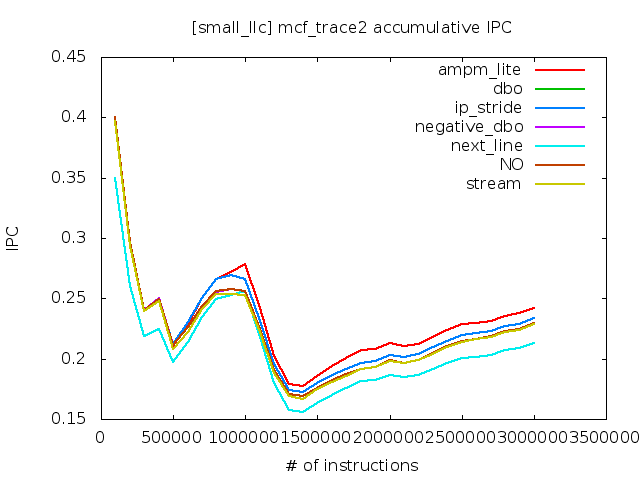 [small_llc] mcf_trace2 accumulative IPC
0.45
0.4
0.35
0.3
0.25
0.2
0.15
IPC
ampm_lite
dbo
ip_stride
negative_dbo
next_line
NO
stream
0 500000 1000000 1500000 2000000 2500000 3000000 3500000
# of instructions